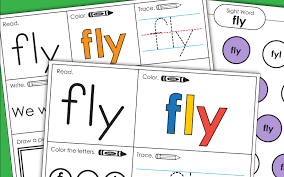 Read.
Color.
Trace.
fly
fly
fly
Write.
We w
Draw a p
Read.
Color.
fly
fly
Color the letters.
Trace.
Sight Word
fly
fly
fly